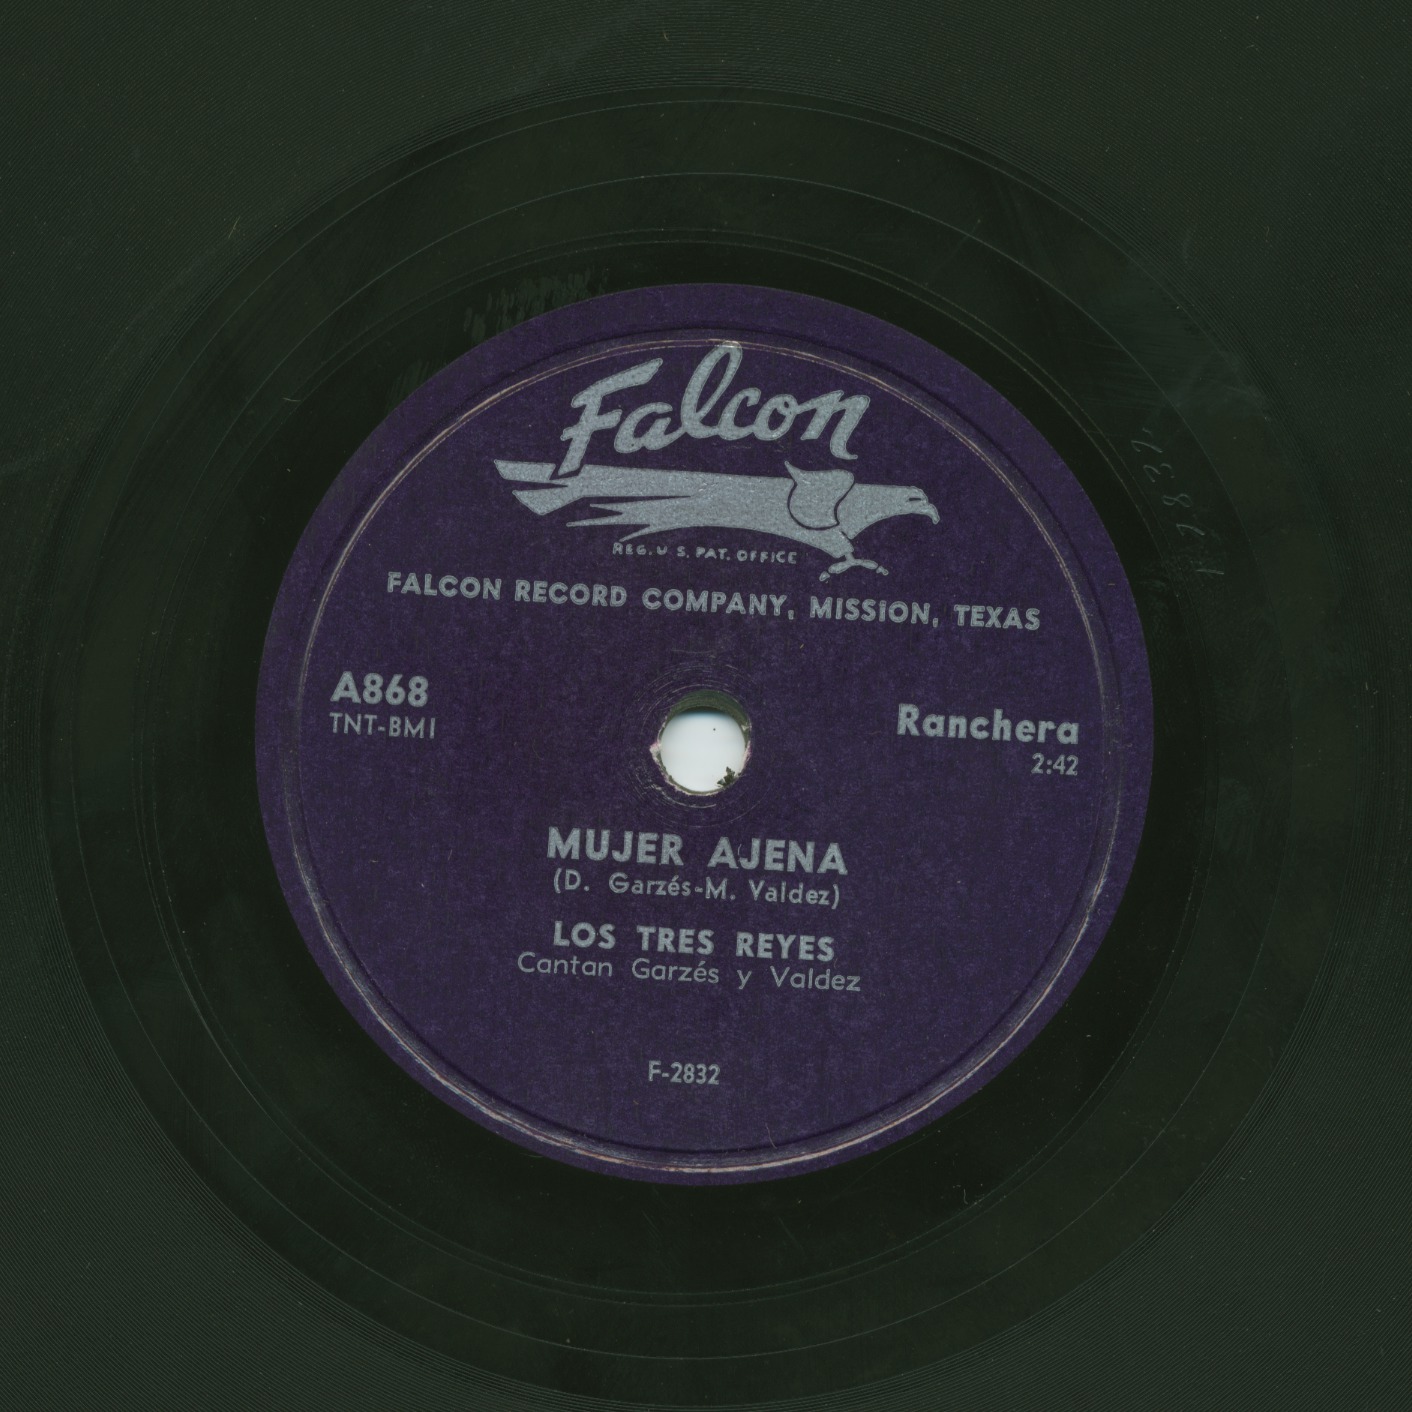 Falcon
REG. U.S. PAT. OFFICE
FALCON RECORD COMPANY, MISSION, TEXAS
A868
TNT-BMI
Ranchera
2:42
MUJER AJENA
(D. Garzés-M. Valdez)
LOS TRES REYES
Cantan Garzés y Valdez
F-2832